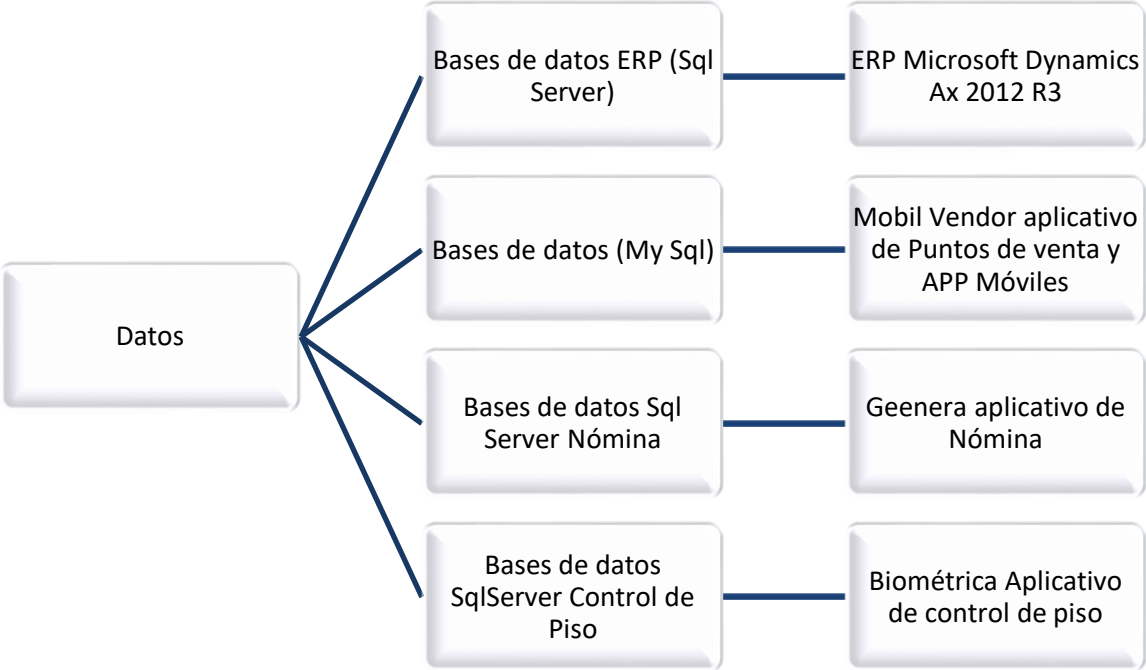 Datos
Bases de datos ERP (Sql
Server)
ERP Microsoft Dynamics
Ax 2012 R3
Bases de datos (My Sql)
Mobil Vendor aplicativo
de Puntos de venta y
APP Móviles
Bases de datos Sql
Server Nómina
Geenera aplicativo de
Nómina
Bases de datos
SqlServer Control de
Piso
Biométrica Aplicativo
de control de piso